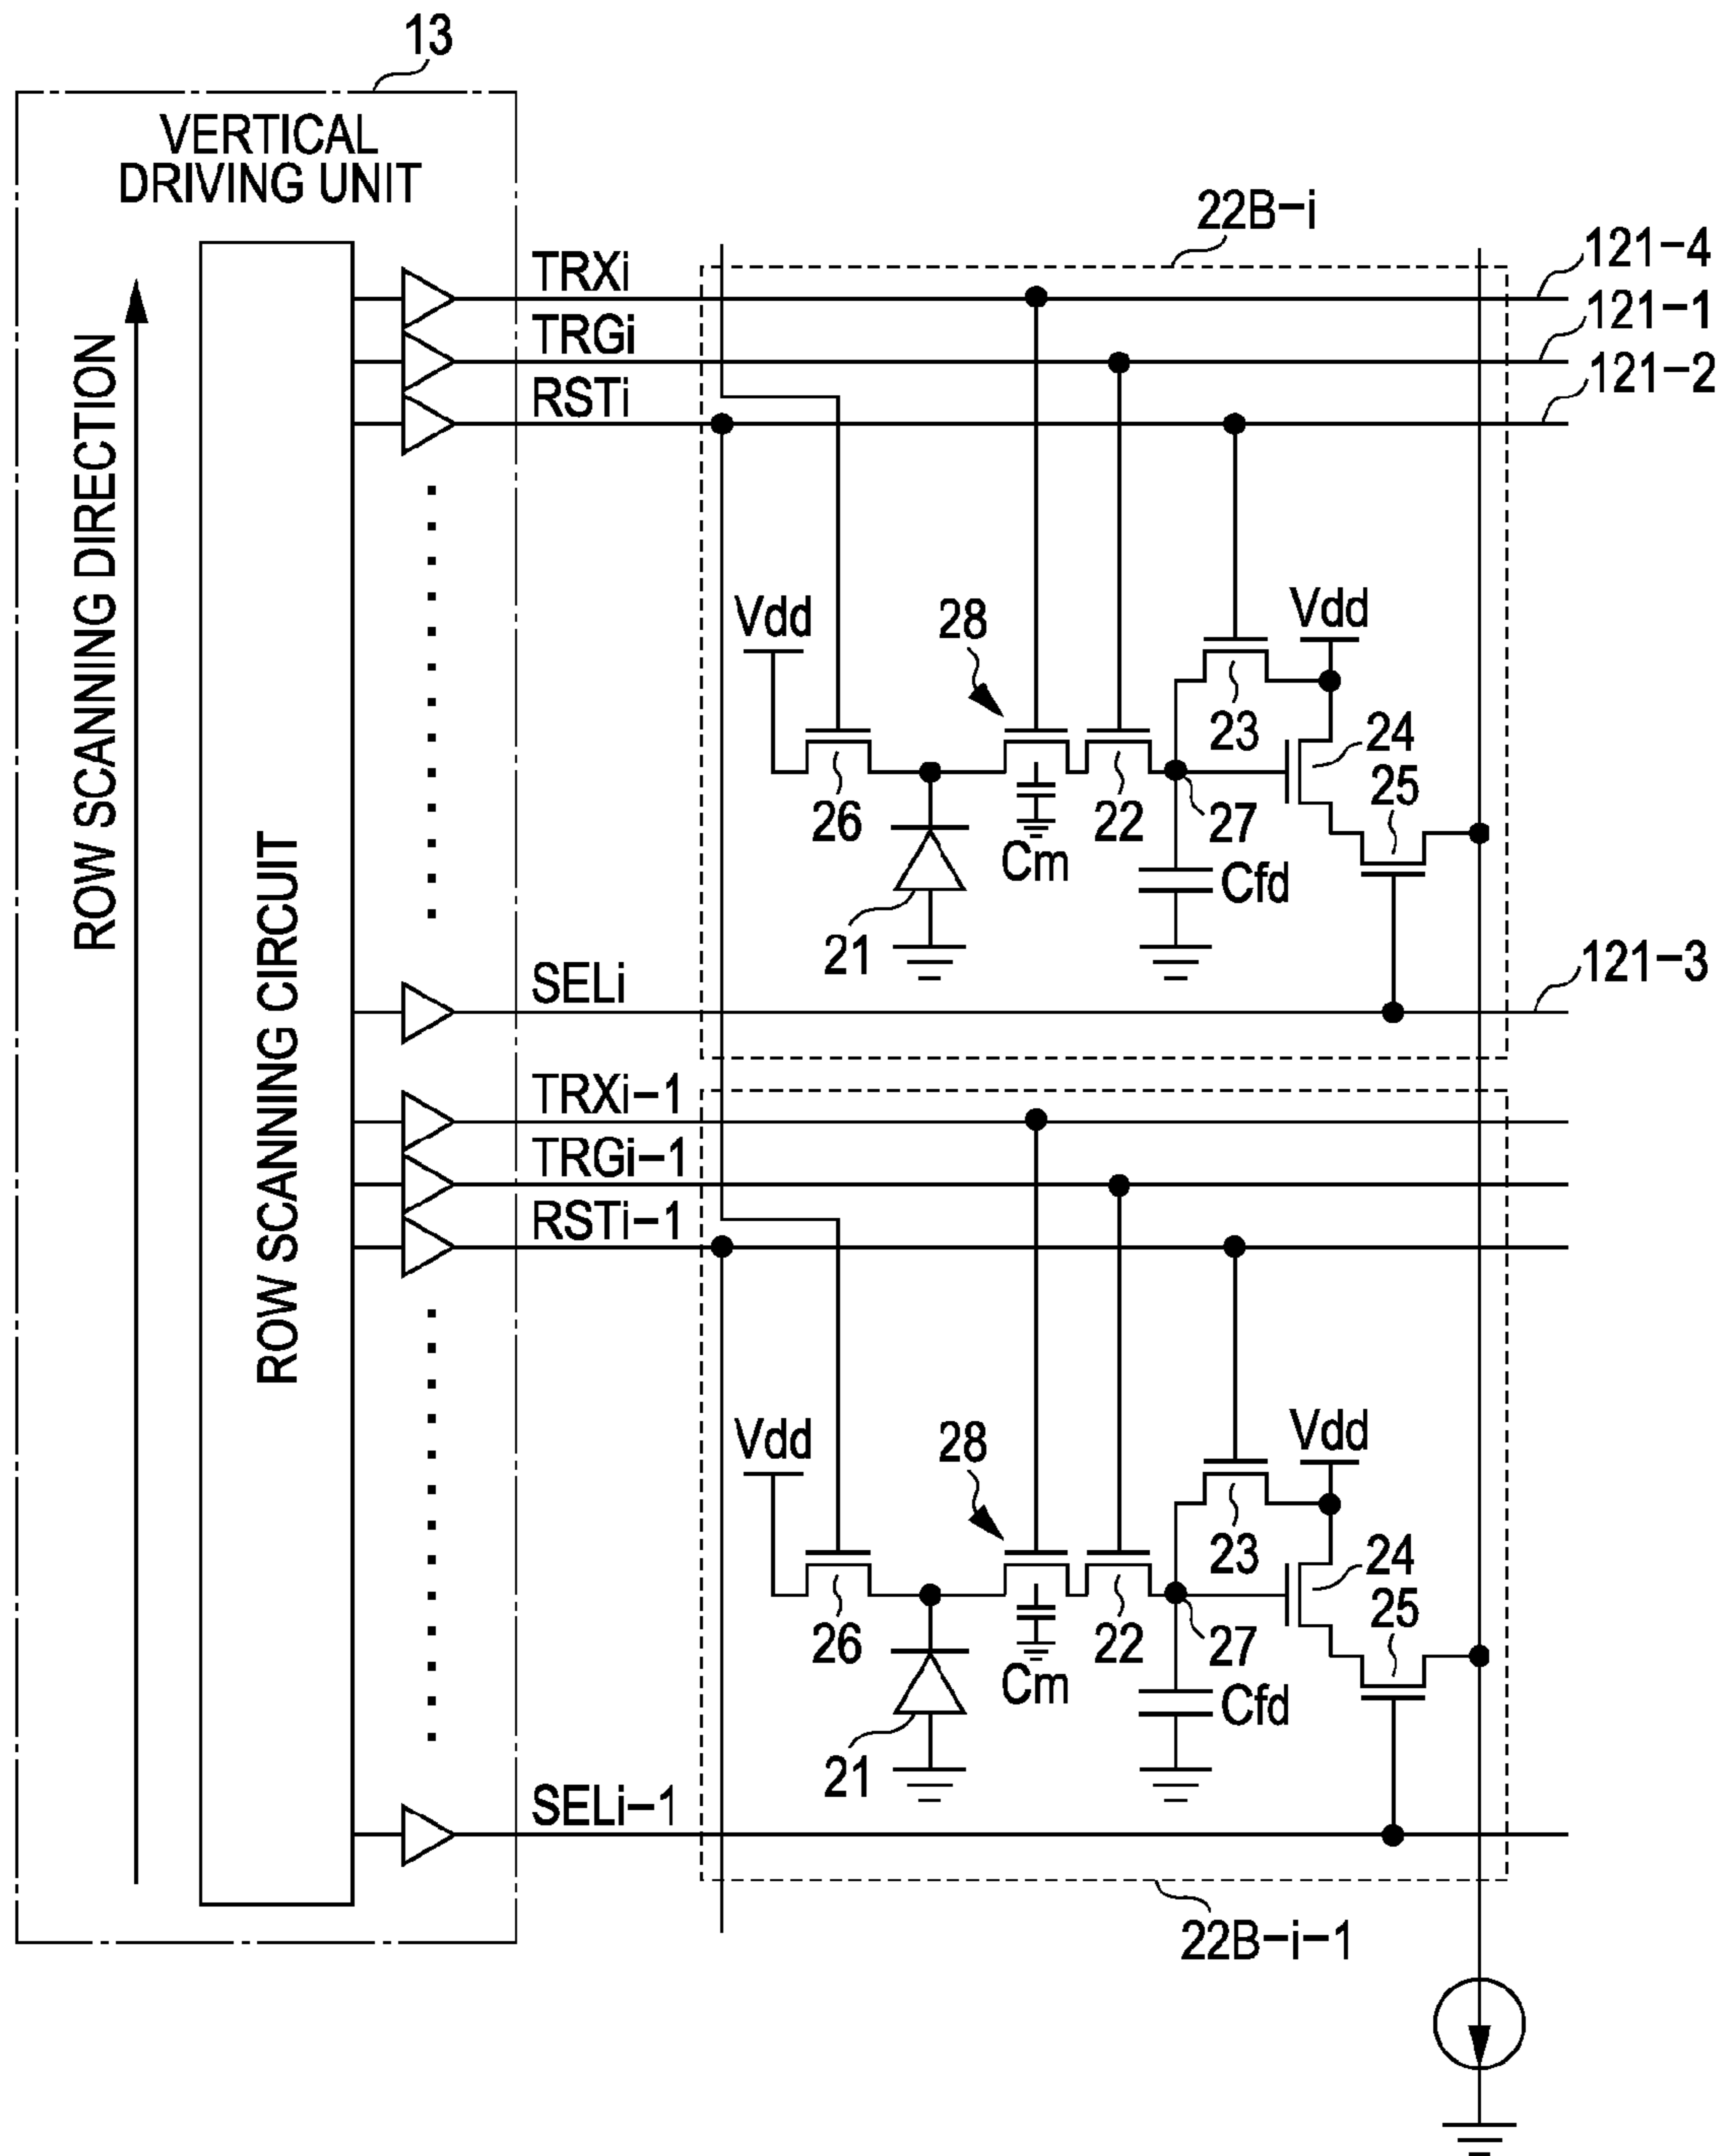 13
VERTICAL
DRIVING UNIT
ROW SCANNING DIRECTION
ROW SCANNING CIRCUIT
22B-i
TRXi
121-4
TRGi
121-1
RSTi
121-2
Vdd
28
Vdd
23
24
26
22
27
25
Cm
Cfd
21
SELi
121-3
TRXi-1
TRGi-1
RSTi-1
Vdd
28
Vdd
23
24
26
22
27
25
Cm
Cfd
21
SELi-1
22B-i-1